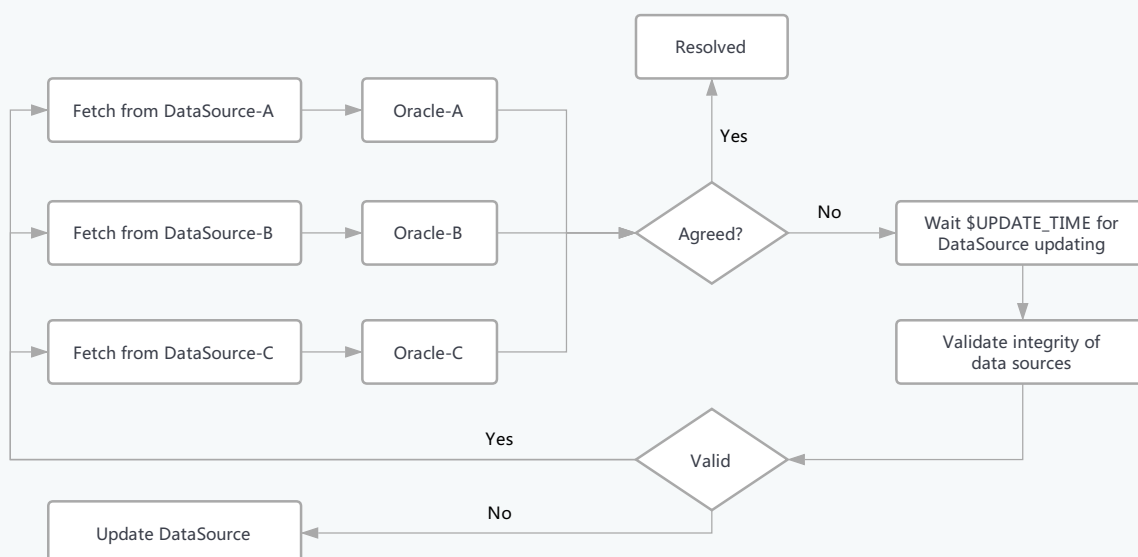 Resolved
Fetch from DataSource-A
Oracle-A
Yes
Fetch from DataSource-B
Oracle-B
Agreed?
No
Wait $UPDATE_TIME for
DataSource updating
Fetch from DataSource-C
Oracle-C
Validate integrity of
data sources
Yes
Valid
No
Update DataSource